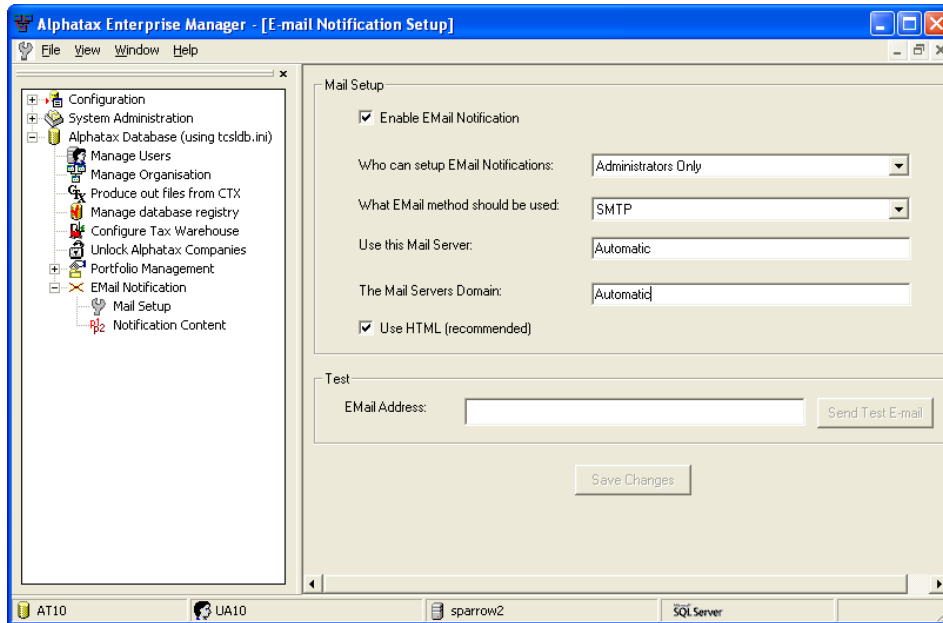 Alphatax Enterprise Manager - [E-mail Notification Setup]
File View Window Help
Configuration
System Administration
Alphatax Database (using tcsldb.ini)
Manage Users
Manage Organisation
Produce out files from CTX
Manage database registry
Configure Tax Warehouse
Unlock Alphatax Companies
Portfolio Management
EMail Notification
Mail Setup
Notification Content
Mail Setup
Enable EMail Notification
Who can setup EMail Notifications: Administrators Only
What EMail method should be used: SMTP
Use this Mail Server: Automatic
The Mail Servers Domain: Automatic
Use HTML (recommended)
Test
EMail Address: Send Test E-mail
Save Changes
AT10 UA10 sparrow2 SQL Server